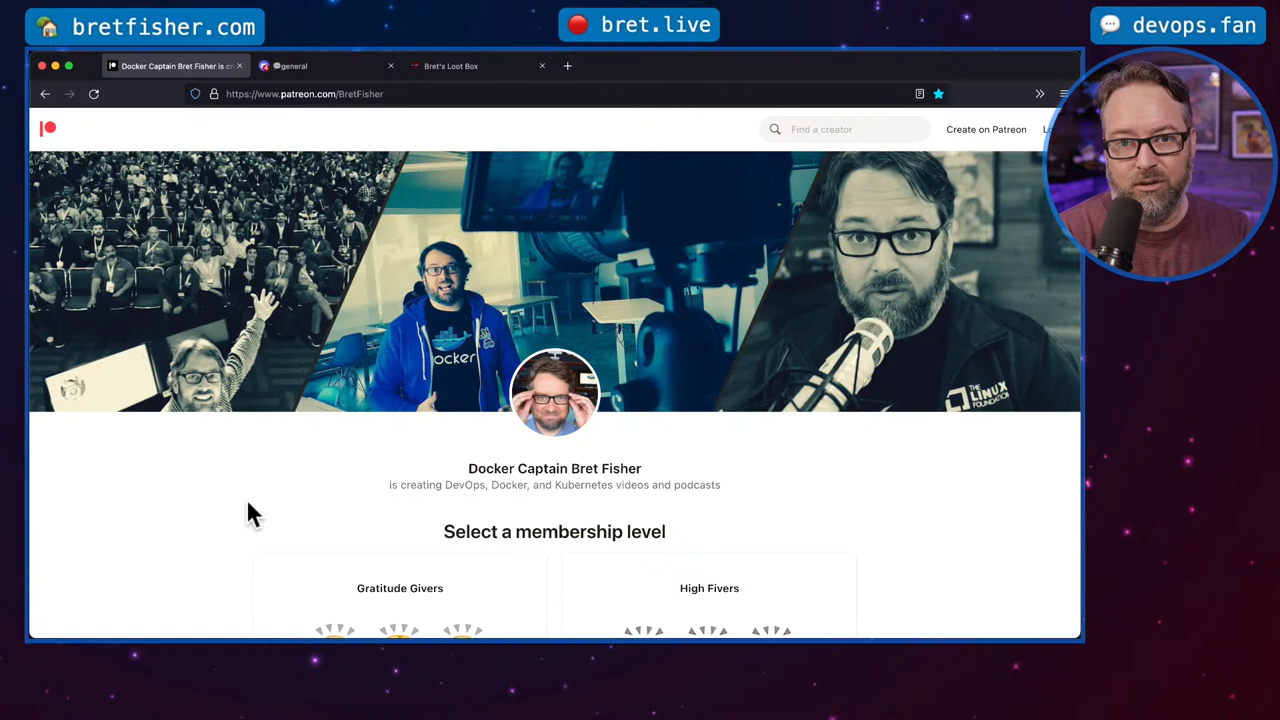 bretfisher.com
bret.live
devops.fan
Docker Captain Bret Fisher is cr
general
Bret's Loot Box
https://www.patreon.com/BretFisher
Find a creator
Create on Patreon
Lo
docker
THE LINUX FOUNDATION
Docker Captain Bret Fisher
is creating DevOps, Docker, and Kubernetes videos and podcasts
Select a membership level
Gratitude Givers
High Fivers